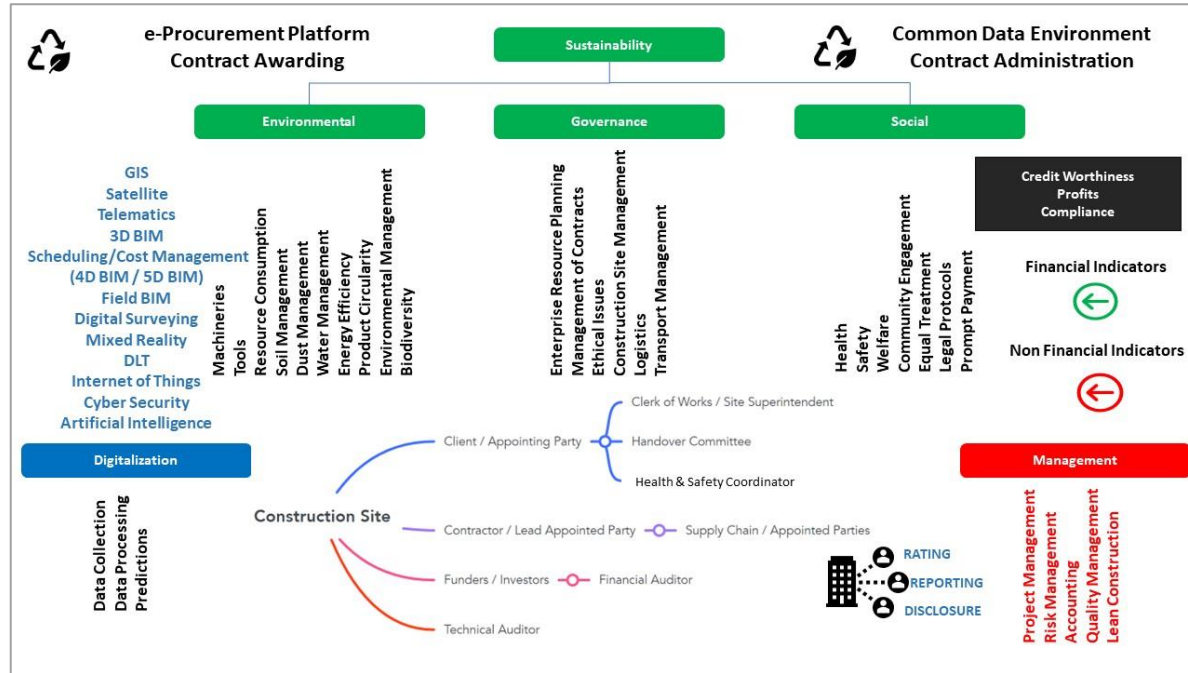 e-Procurement Platform
Contract Awarding
Sustainability
Common Data Environment
Contract Administration
Environmental
Governance
Social
GIS
Satellite
Telematics
3D BIM
Scheduling/Cost Management
(4D BIM / 5D BIM)
Field BIM
Digital Surveying
Mixed Reality
DLT
Internet of Things
Cyber Security
Artificial Intelligence
Machineries
Tools
Resource Consumption
Soil Management
Dust Management
Water Management
Energy Efficiency
Product Circularity
Environmental Management
Biodiversity
Enterprise Resource Planning
Management of Contracts
Ethical Issues
Construction Site Management
Logistics
Transport Management
Health
Safety
Welfare
Community Engagement
Equal Treatment
Legal Protocols
Prompt Payment
Credit Worthiness
Profits
Compliance
Financial Indicators
Non Financial Indicators
Digitalization
Data Collection
Data Processing
Predictions
Construction Site
Client / Appointing Party
Clerk of Works / Site Superintendent
Handover Committee
Health & Safety Coordinator
Contractor / Lead Appointed Party
Supply Chain / Appointed Parties
Funders / Investors
Financial Auditor
Technical Auditor
RATING
REPORTING
DISCLOSURE
Management
Project Management
Risk Management
Accounting
Quality Management
Lean Construction